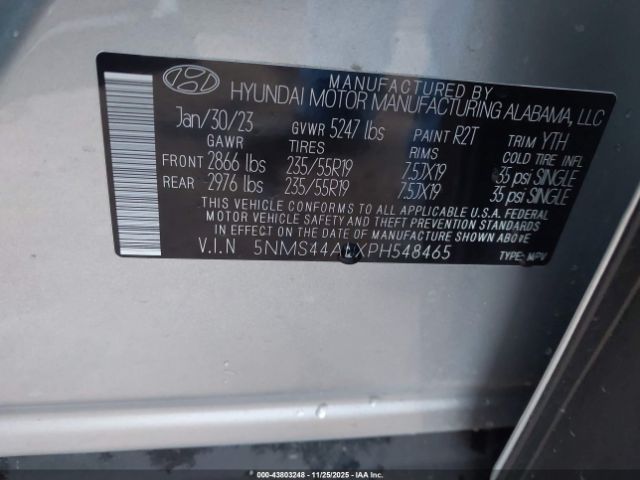 MANUFACTURED BY
HYUNDAI MOTOR MANUFACTURING ALABAMA, LLC
Jan/30/23 GVWR 5247 lbs PAINT R2T TRIM YTH
GAWR TIRES RIMS COLD TIRE INFL
FRONT 2866 lbs 235/55R19 7.5JX19 35 psi SINGLE
REAR 2976 lbs 235/55R19 7.5JX19 35 psi SINGLE
THIS VEHICLE CONFORMS TO ALL APPLICABLE U.S.A. FEDERAL
MOTOR VEHICLE SAFETY AND THEFT PREVENTION STANDARDS
IN EFFECT ON THE DATE OF MANUFACTURE SHOWN ABOVE.
V.I.N 5NMS44ALXPH548465 TYPE: MPV
000-43803248 - 11/25/2025 - IAA Inc.